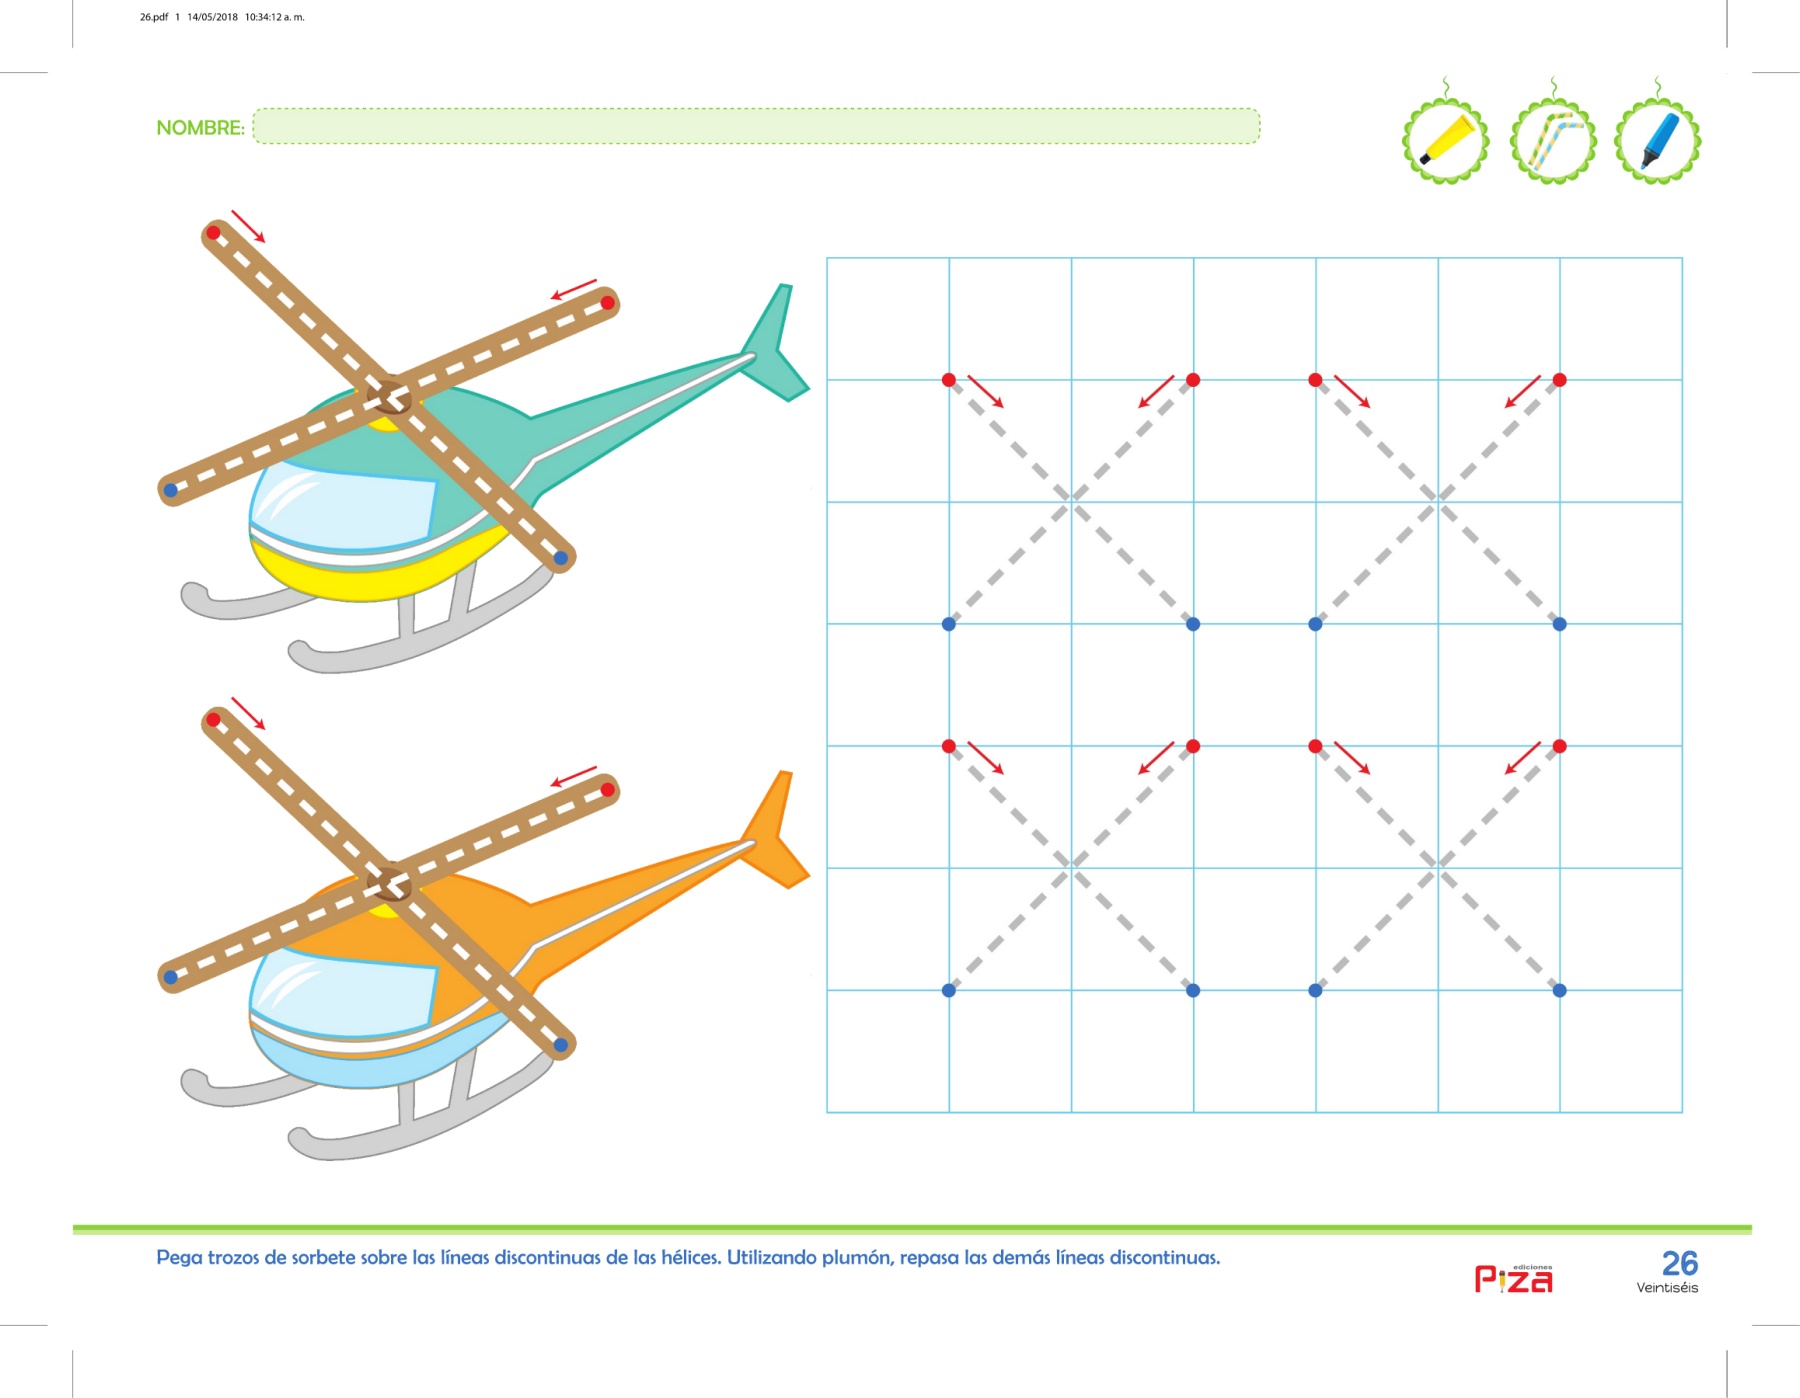 26.pdf 1 14/05/2018 10:34:12 a. m.
NOMBRE:
Pega trozos de sorbete sobre las líneas discontinuas de las hélices. Utilizando plumón, repasa las demás líneas discontinuas.
ediciones
Piza
26
Veintiséis